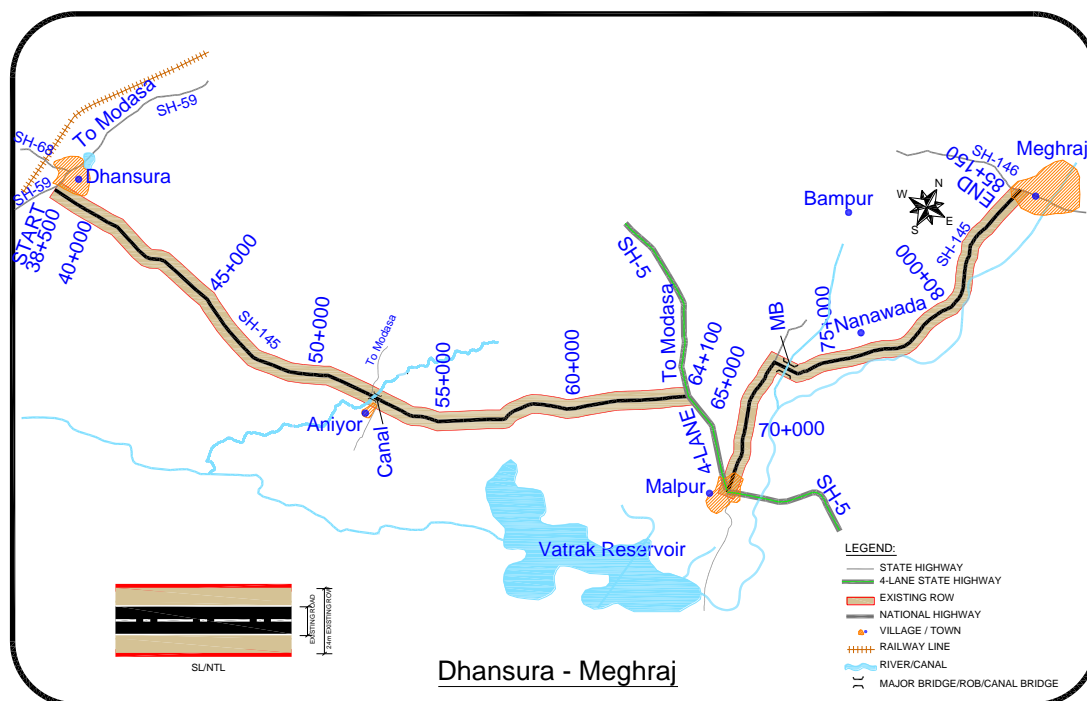 SH-68
To Modasa
SH-59
Dhansura
SH-59
START
38+500
40+000
45+000
SH-145
50+000
To Modasa
Aniyor
Canal
55+000
60+000
SH-5
To Modasa
64+100
65+000
4-LANE
70+000
Malpur
SH-5
Vatrak Reservoir
MB
75+000
Nanawada
80+000
SH-145
Bampur
END
85+150
SH-146
Meghraj
N
W
E
S
LEGEND:
STATE HIGHWAY
4-LANE STATE HIGHWAY
EXISTING ROW
NATIONAL HIGHWAY
VILLAGE / TOWN
RAILWAY LINE
RIVER/CANAL
MAJOR BRIDGE/ROB/CANAL BRIDGE
EXISTING ROAD
24m EXISTING ROW
SL/NTL
Dhansura - Meghraj